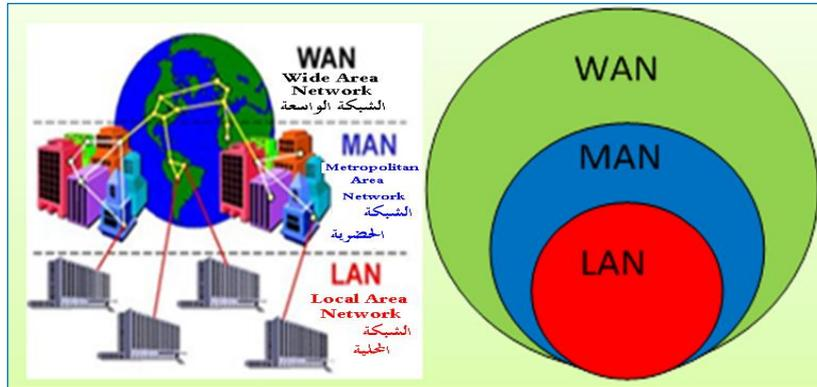 WAN
Wide Area
Network
الشبكة الواسعة
MAN
Metropolitan
Area
Network
الشبكة
الحضرية
LAN
Local Area
Network
الشبكة
المحلية
WAN
MAN
LAN